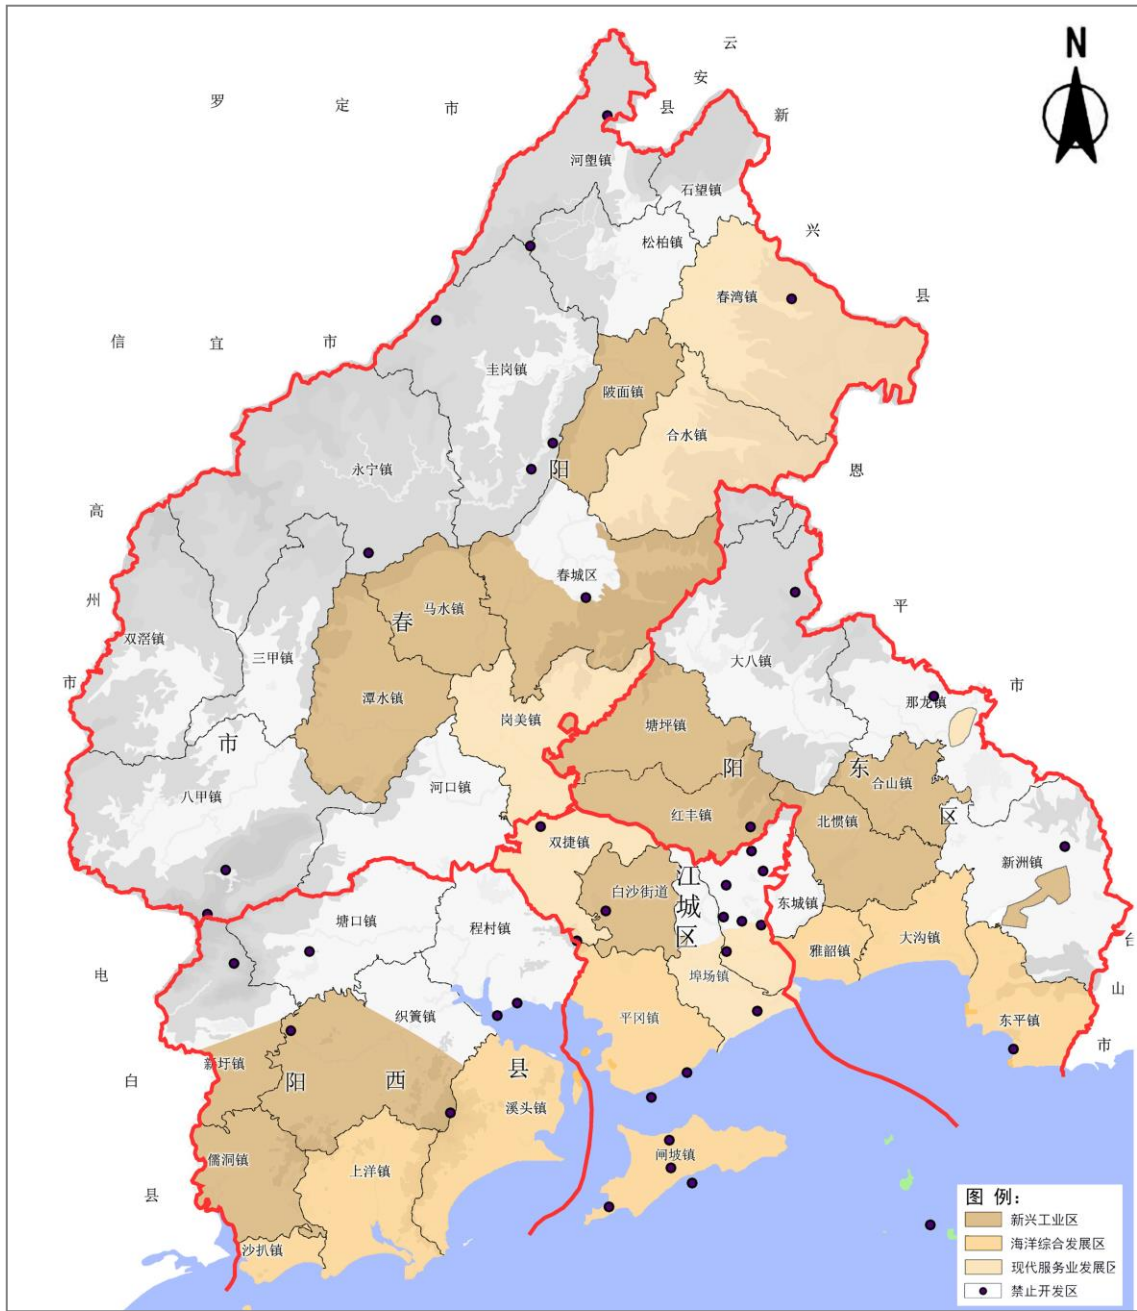 云
安
县
新
兴
县
恩
平
市
台
山
市
罗 定 市
信 宜 市
高
州
市
电
白
县
N
河塱镇
石望镇
松柏镇
春湾镇
圭岗镇
陂面镇
合水镇
永宁镇
阳
春
市
春城区
马水镇
双滘镇
三甲镇
潭水镇
岗美镇
八甲镇
河口镇
大八镇
那龙镇
塘坪镇
阳
东
区
合山镇
红丰镇
北惯镇
新洲镇
双捷镇
白沙街道
江
城
区
东城镇
雅韶镇
大沟镇
东平镇
埠场镇
平冈镇
闸坡镇
塘口镇
程村镇
织篢镇
新圩镇
阳 西 县
溪头镇
儒洞镇
上洋镇
沙扒镇
图 例：
新兴工业区
海洋综合发展区
现代服务业发展区
禁止开发区